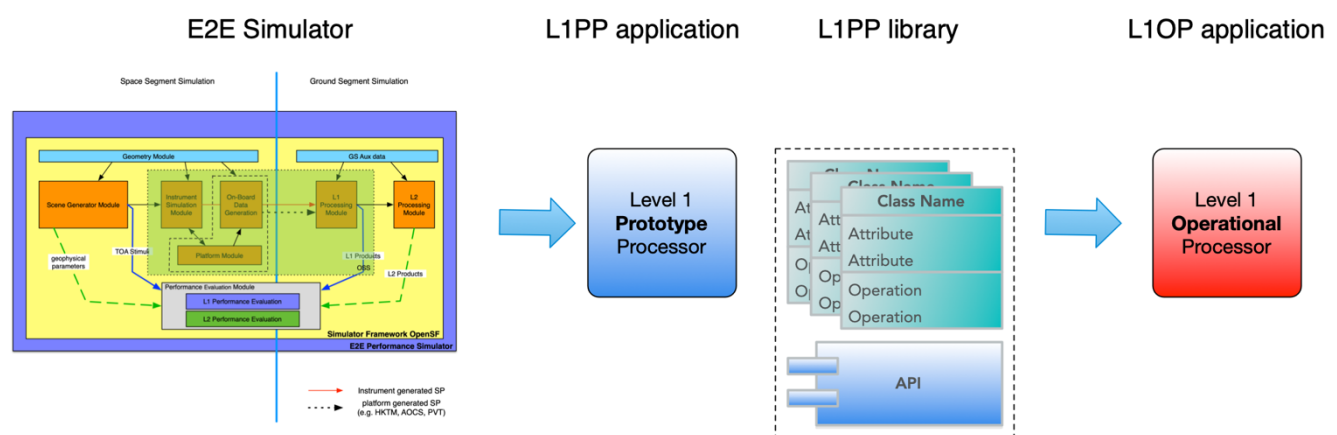 E2E Simulator
L1PP application
L1PP library
L1OP application
Space Segment Simulation
Ground Segment Simulation
Geometry Module
GS Aux data
Scene Generator Module
Instrument
Simulation
Module
On-Board
Data
Generation
L1
Processing
Module
L2
Processing
Module
Platform Module
TOA Stimuli
geophysical
parameters
L1 Products
OSS
L2 Products
Performance Evaluation Module
L1 Performance Evaluation
L2 Performance Evaluation
Simulator Framework OpenSF
E2E Performance Simulator
Instrument generated SP
platform generated SP
(e.g. HKTM, AOCS, PVT)
Level 1
Prototype
Processor
Class Name
Class Name
Class Name
Attribute
Attribute
Operation
Operation
API
Level 1
Operational
Processor